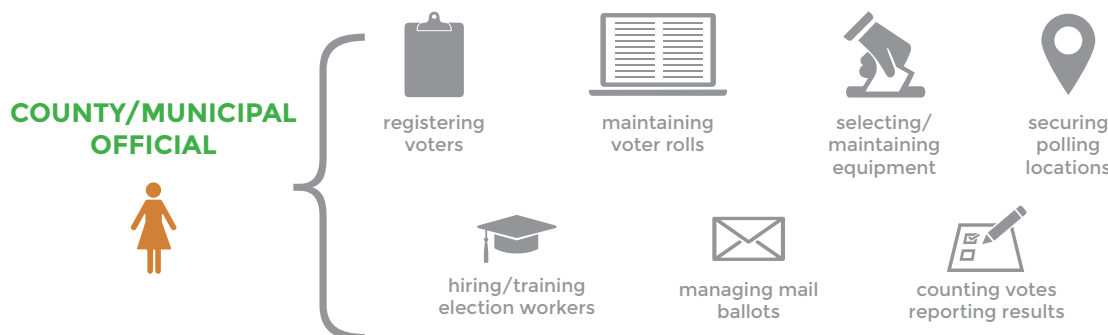 COUNTY/MUNICIPAL
OFFICIAL
registering
voters
maintaining
voter rolls
selecting/
maintaining
equipment
securing
polling
locations
hiring/training
election workers
managing mail
ballots
counting votes
reporting results